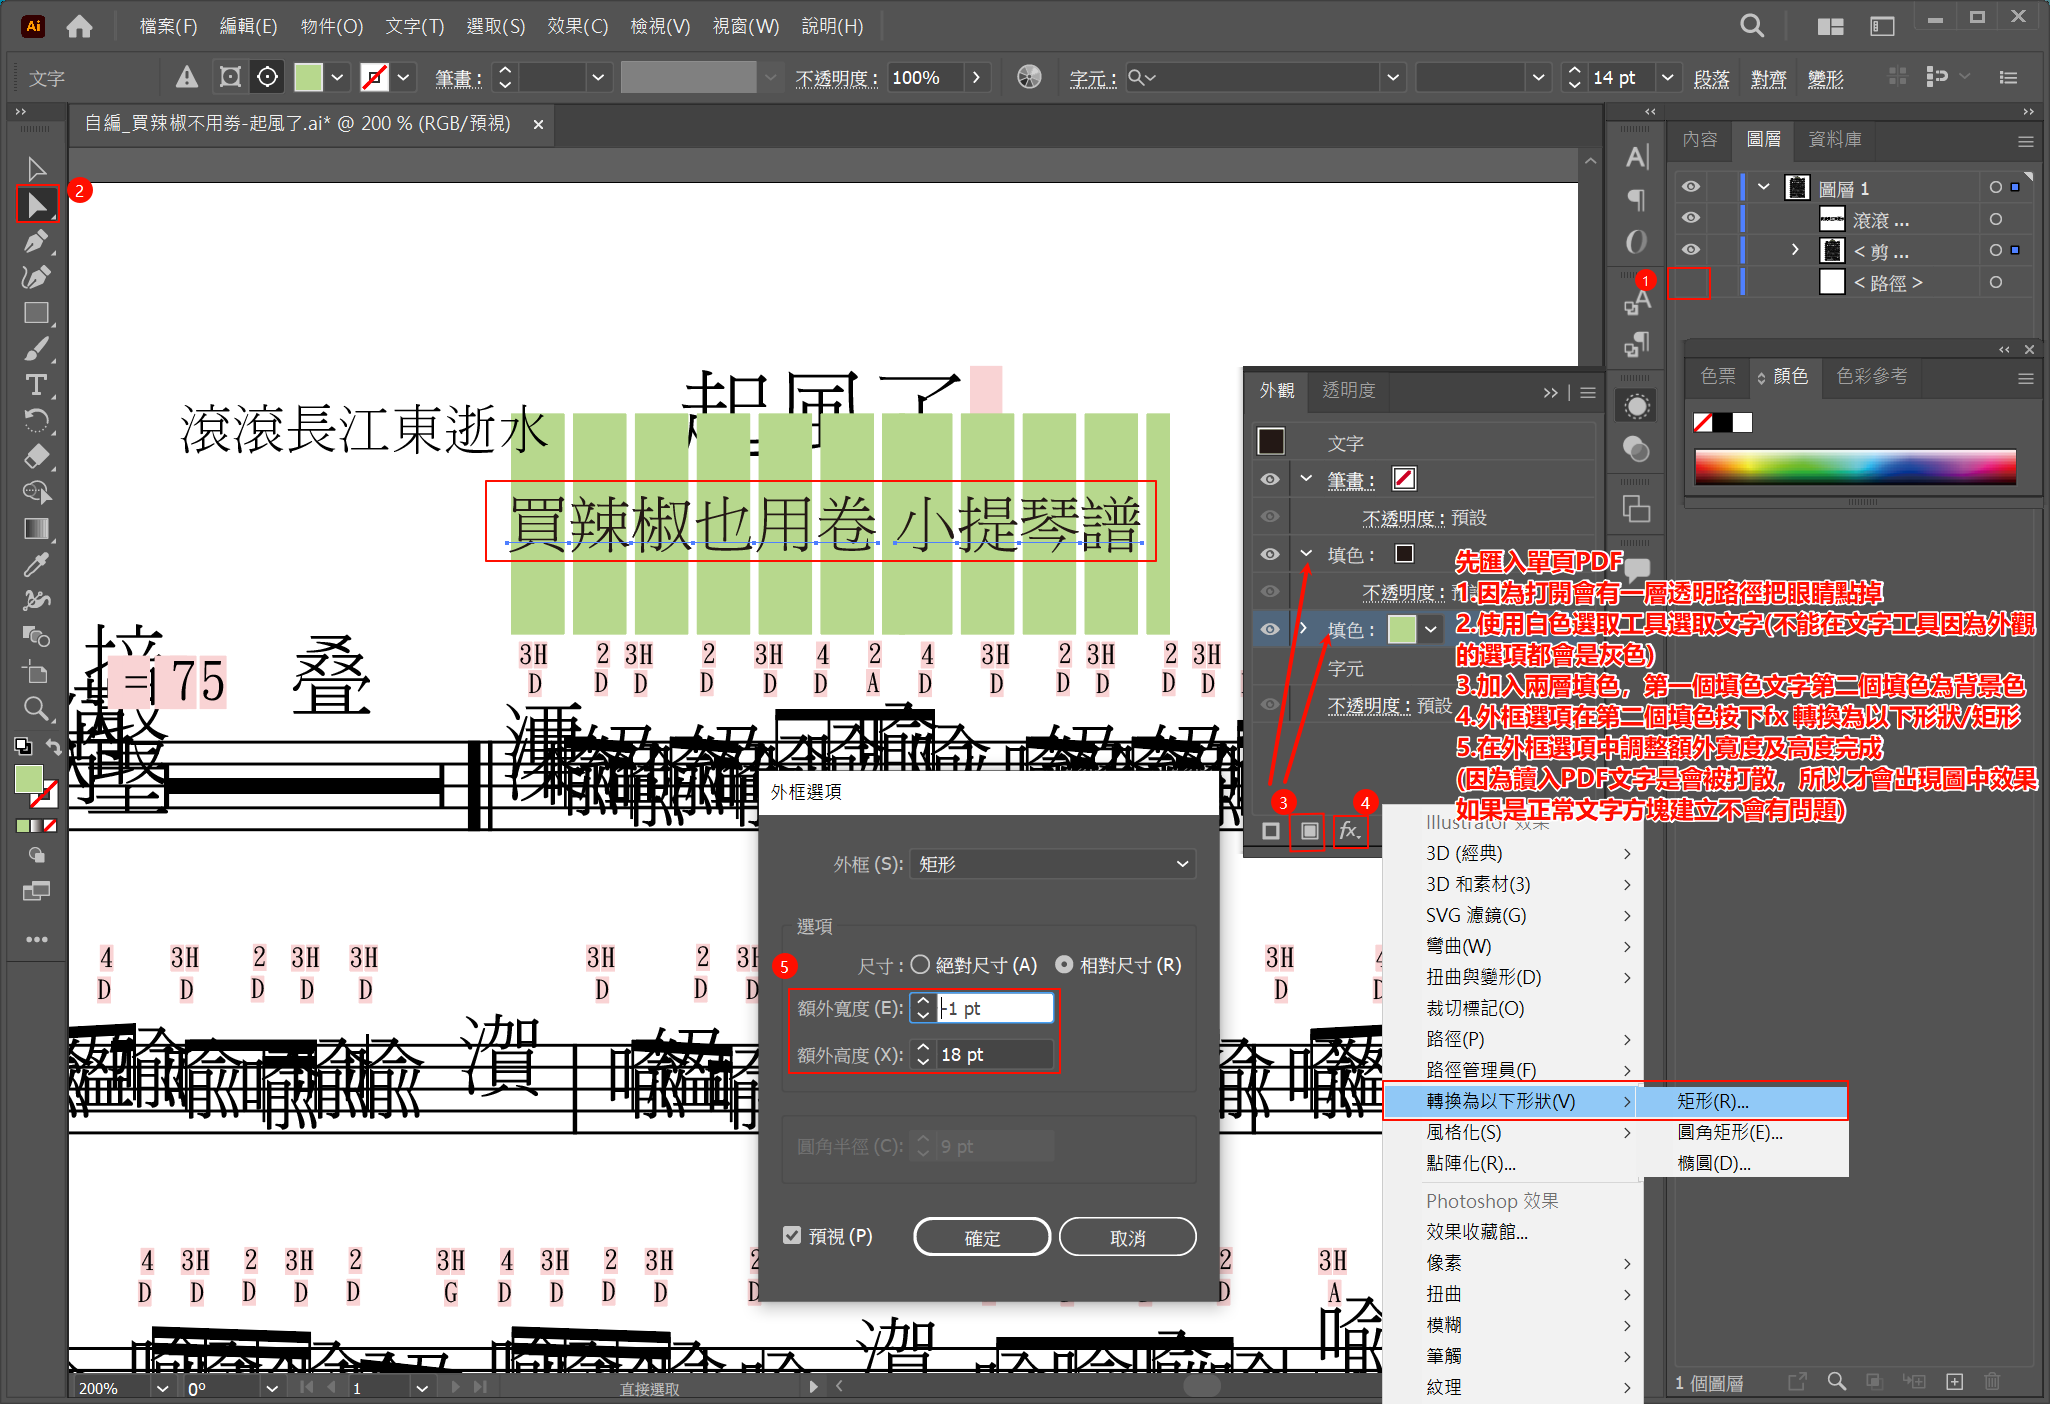 Ai
檔案(F) 編輯(E) 物件(O) 文字(T) 選取(S) 效果(C) 檢視(V) 視窗(W) 說明(H)
文字 筆畫: 不透明度: 100% 字元: 14 pt 段落 對齊 變形
自編_買辣椒不用券-起風了.ai* @ 200 % (RGB/預視) ×
2
起風了
滾滾長江東逝水
買辣椒也用卷 小提琴譜
=75
叠
3H 2 3H 2 3H 4 2 4 3H 2 3H 2 3H
D D D D D D A D D D D D D
4 3H 2 3H 3H 3H 2 3H 3H 4
D D D D D D D D D D
4 3H 2 3H 2 3H 4 3H 2 3H 2 2 3H
D D D D D G D D D D D D A
內容 圖層 資料庫
圖層 1
滾滾 ...
< 剪 ...
< 路徑 >
1
色票 顏色 色彩參考
外觀 透明度
文字
筆畫:
不透明度: 預設
填色:
不透明度: 預設
填色:
字元
不透明度: 預設
3
4
fx
先匯入單頁PDF
1.因為打開會有一層透明路徑把眼睛點掉
2.使用白色選取工具選取文字(不能在文字工具因為外觀
的選項都會是灰色)
3.加入兩層填色，第一個填色文字第二個填色為背景色
4.外框選項在第二個填色按下fx 轉換為以下形狀/矩形
5.在外框選項中調整額外寬度及高度完成
(因為讀入PDF文字是會被打散，所以才會出現圖中效果
如果是正常文字方塊建立不會有問題)
外框選項
外框 (S): 矩形
選項
5
尺寸: 絕對尺寸 (A) 相對尺寸 (R)
額外寬度 (E): -1 pt
額外高度 (X): 18 pt
圓角半徑 (C): 9 pt
預視 (P) 確定 取消
Illustrator 效果
3D (經典)
3D 和素材(3)
SVG 濾鏡(G)
彎曲(W)
扭曲與變形(D)
裁切標記(O)
路徑(P)
路徑管理員(F)
轉換為以下形狀(V) 矩形(R)...
風格化(S) 圓角矩形(E)...
點陣化(R)... 橢圓(D)...
Photoshop 效果
效果收藏館...
像素
扭曲
模糊
筆觸
紋理
200% 0° 1 直接選取
1 個圖層